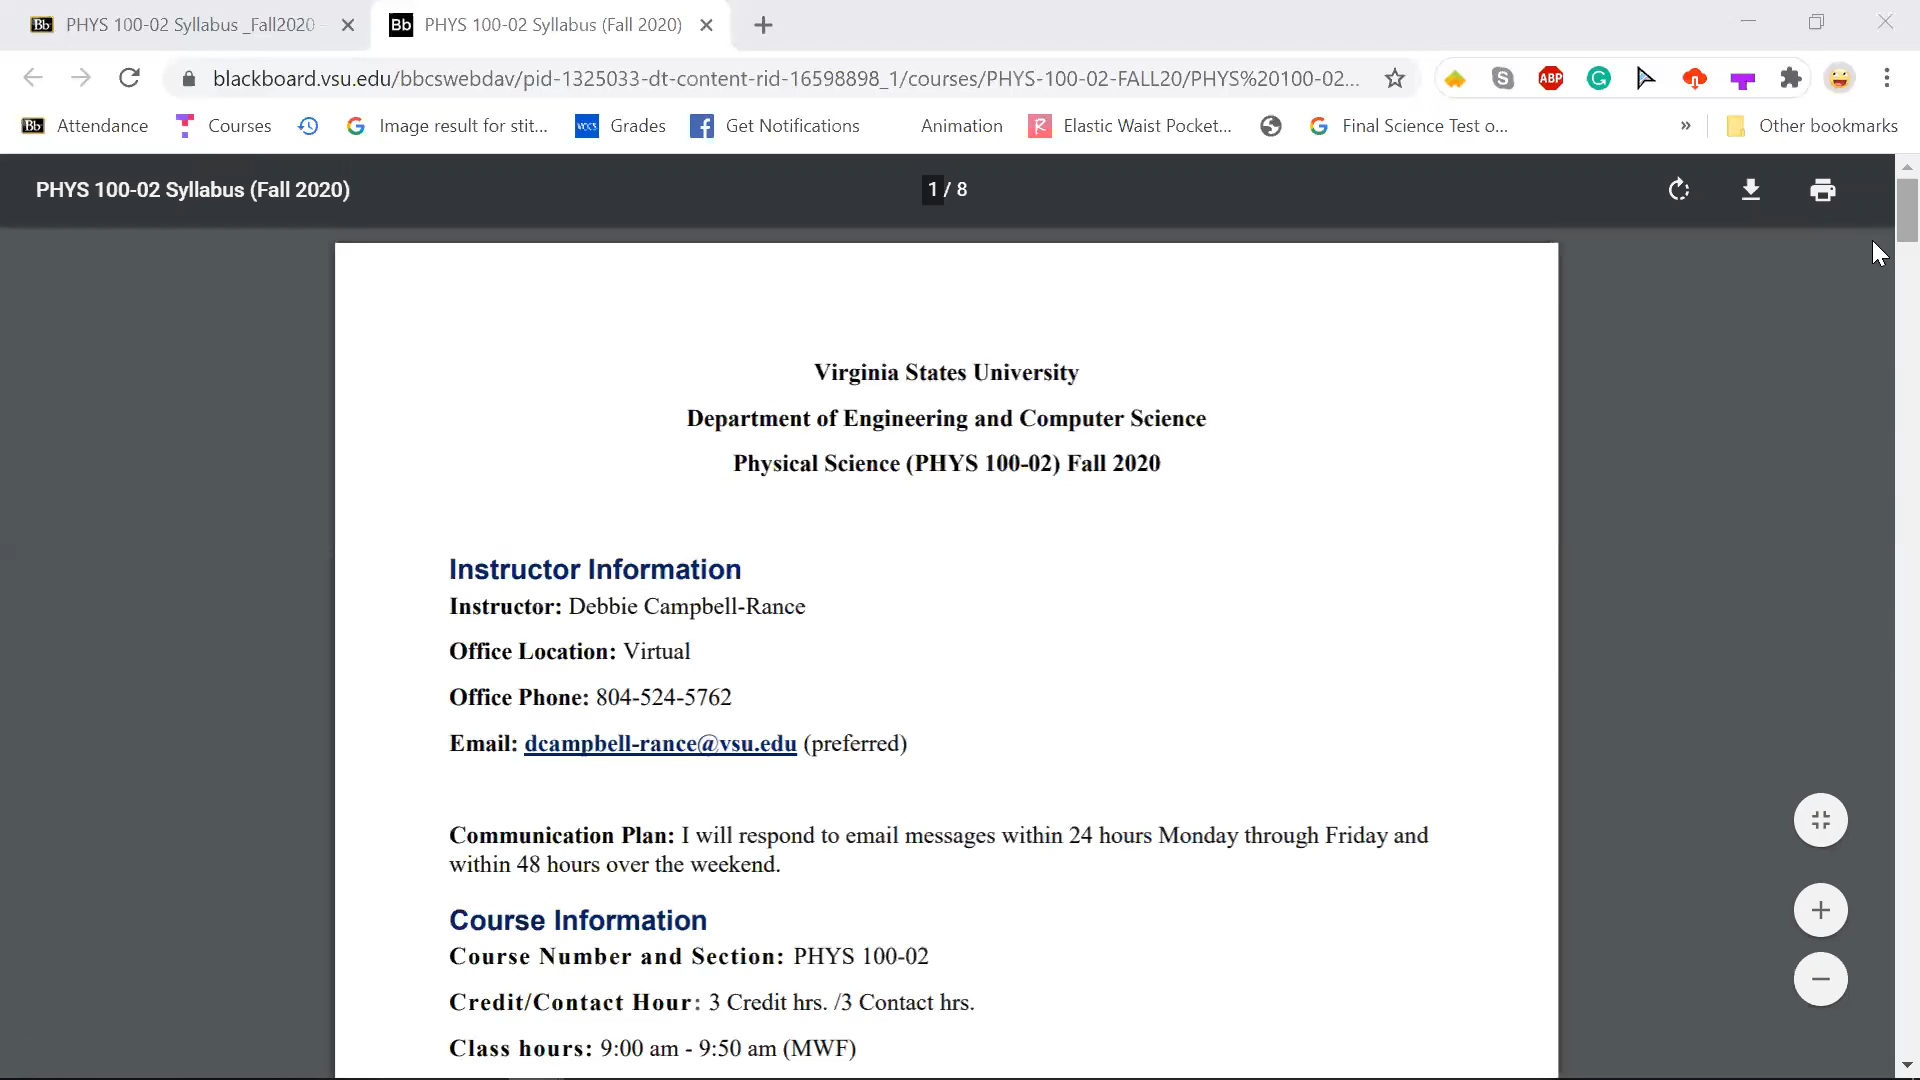 PHYS 100-02 Syllabus _Fall2020
Bb PHYS 100-02 Syllabus (Fall 2020)
blackboard.vsu.edu/bbcswebdav/pid-1325033-dt-content-rid-16598898_1/courses/PHYS-100-02-FALL20/PHYS%20100-02...
ABP
Bb Attendance Courses Image result for stit... VCCS Grades Get Notifications Animation R Elastic Waist Pocket... Final Science Test o... » Other bookmarks
PHYS 100-02 Syllabus (Fall 2020) 1 / 8
Virginia States University
Department of Engineering and Computer Science
Physical Science (PHYS 100-02) Fall 2020
Instructor Information
Instructor: Debbie Campbell-Rance
Office Location: Virtual
Office Phone: 804-524-5762
Email: dcampbell-rance@vsu.edu (preferred)
Communication Plan: I will respond to email messages within 24 hours Monday through Friday and
within 48 hours over the weekend.
Course Information
Course Number and Section: PHYS 100-02
Credit/Contact Hour: 3 Credit hrs. /3 Contact hrs.
Class hours: 9:00 am - 9:50 am (MWF)